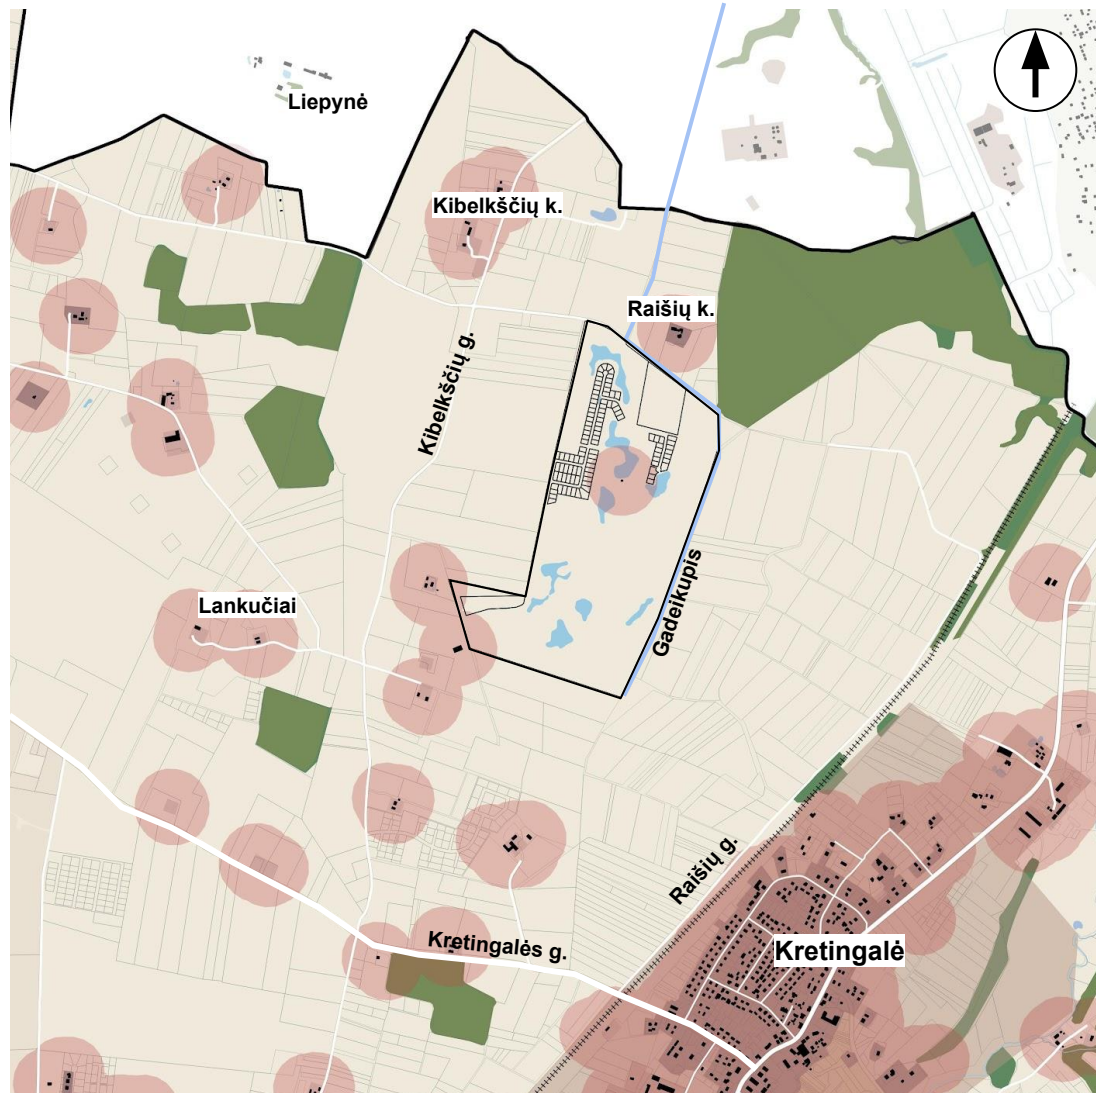 Liepynė
Kibelkščių k.
Raišių k.
Kibelkščių g.
Gadeikupis
Lankučiai
Raišių g.
Kretingalės g.
Kretingalė